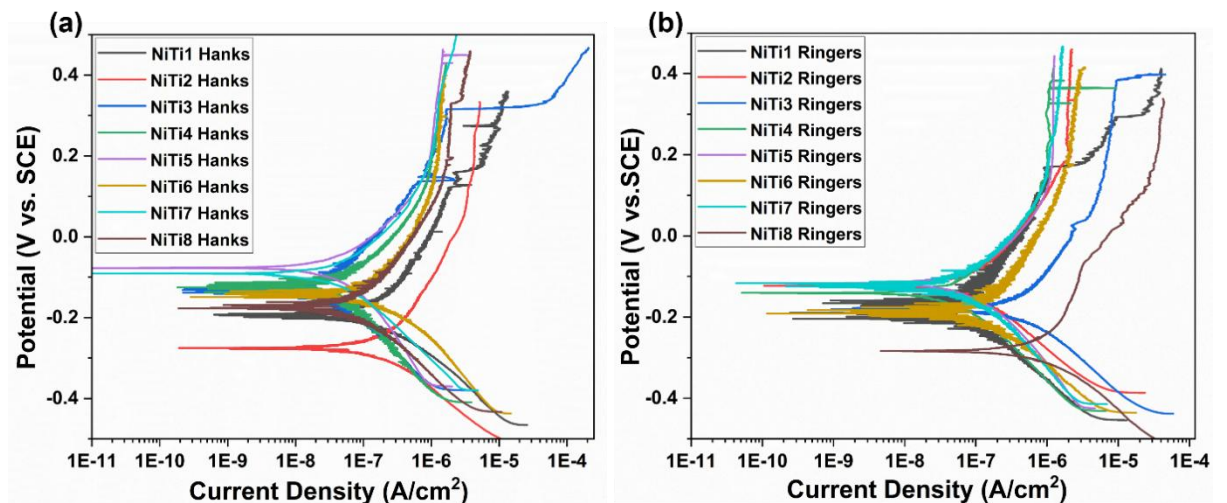 (a)
NiTi1 Hanks
NiTi2 Hanks
NiTi3 Hanks
NiTi4 Hanks
NiTi5 Hanks
NiTi6 Hanks
NiTi7 Hanks
NiTi8 Hanks
Potential (V vs. SCE)
0.4
0.2
0.0
-0.2
-0.4
1E-11 1E-10 1E-9 1E-8 1E-7 1E-6 1E-5 1E-4
Current Density (A/cm²)
(b)
NiTi1 Ringers
NiTi2 Ringers
NiTi3 Ringers
NiTi4 Ringers
NiTi5 Ringers
NiTi6 Ringers
NiTi7 Ringers
NiTi8 Ringers
Potential (V vs.SCE)
0.4
0.2
0.0
-0.2
-0.4
1E-11 1E-10 1E-9 1E-8 1E-7 1E-6 1E-5 1E-4
Current Density (A/cm²)